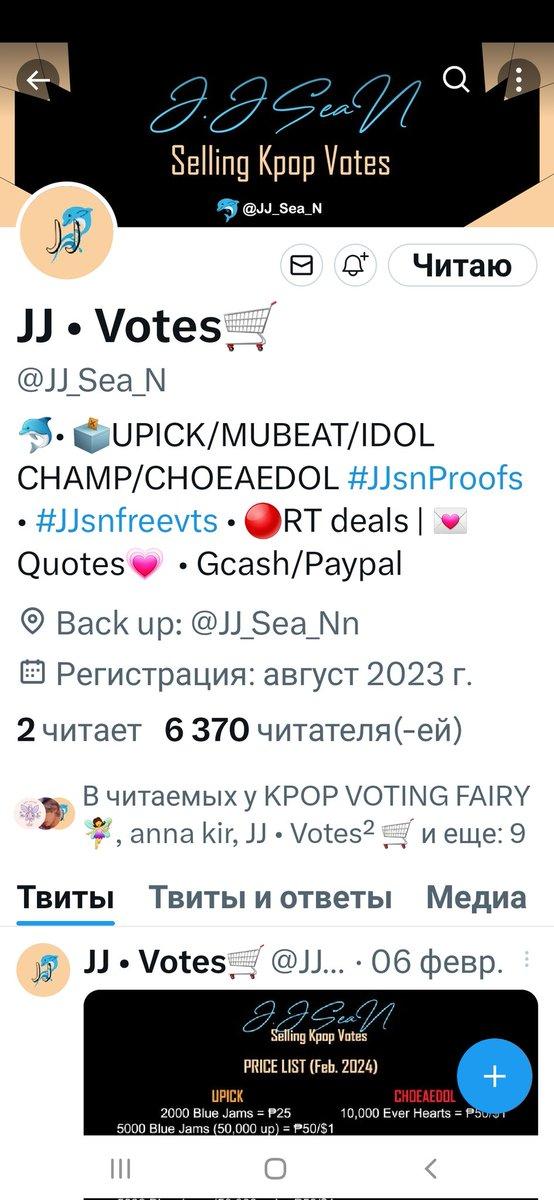 J.J SeaN
Selling Kpop Votes
@JJ_Sea_N
JJ
Читаю
JJ • Votes🛒
@JJ_Sea_N
🐬• 🗳️UPICK/MUBEAT/IDOL
CHAMP/CHOEAEDOL #JJsnProofs
• #JJsnfreevts • 🔴RT deals | 💌
Quotes💗 • Gcash/Paypal
Back up: @JJ_Sea_Nn
Регистрация: август 2023 г.
2 читает 6 370 читателя(-ей)
В читаемых у KPOP VOTING FAIRY
🧚, anna kir, JJ • Votes² 🛒 и еще: 9
Твиты Твиты и ответы Медиа
JJ • Votes🛒 @JJ... · 06 февр.
JJ
J.J SeaN
Selling Kpop Votes
PRICE LIST (Feb. 2024)
UPICK CHOEAEDOL
2000 Blue Jams = ₱25 10,000 Ever Hearts = ₱50/$1
5000 Blue Jams (50,000 up) = ₱50/$1